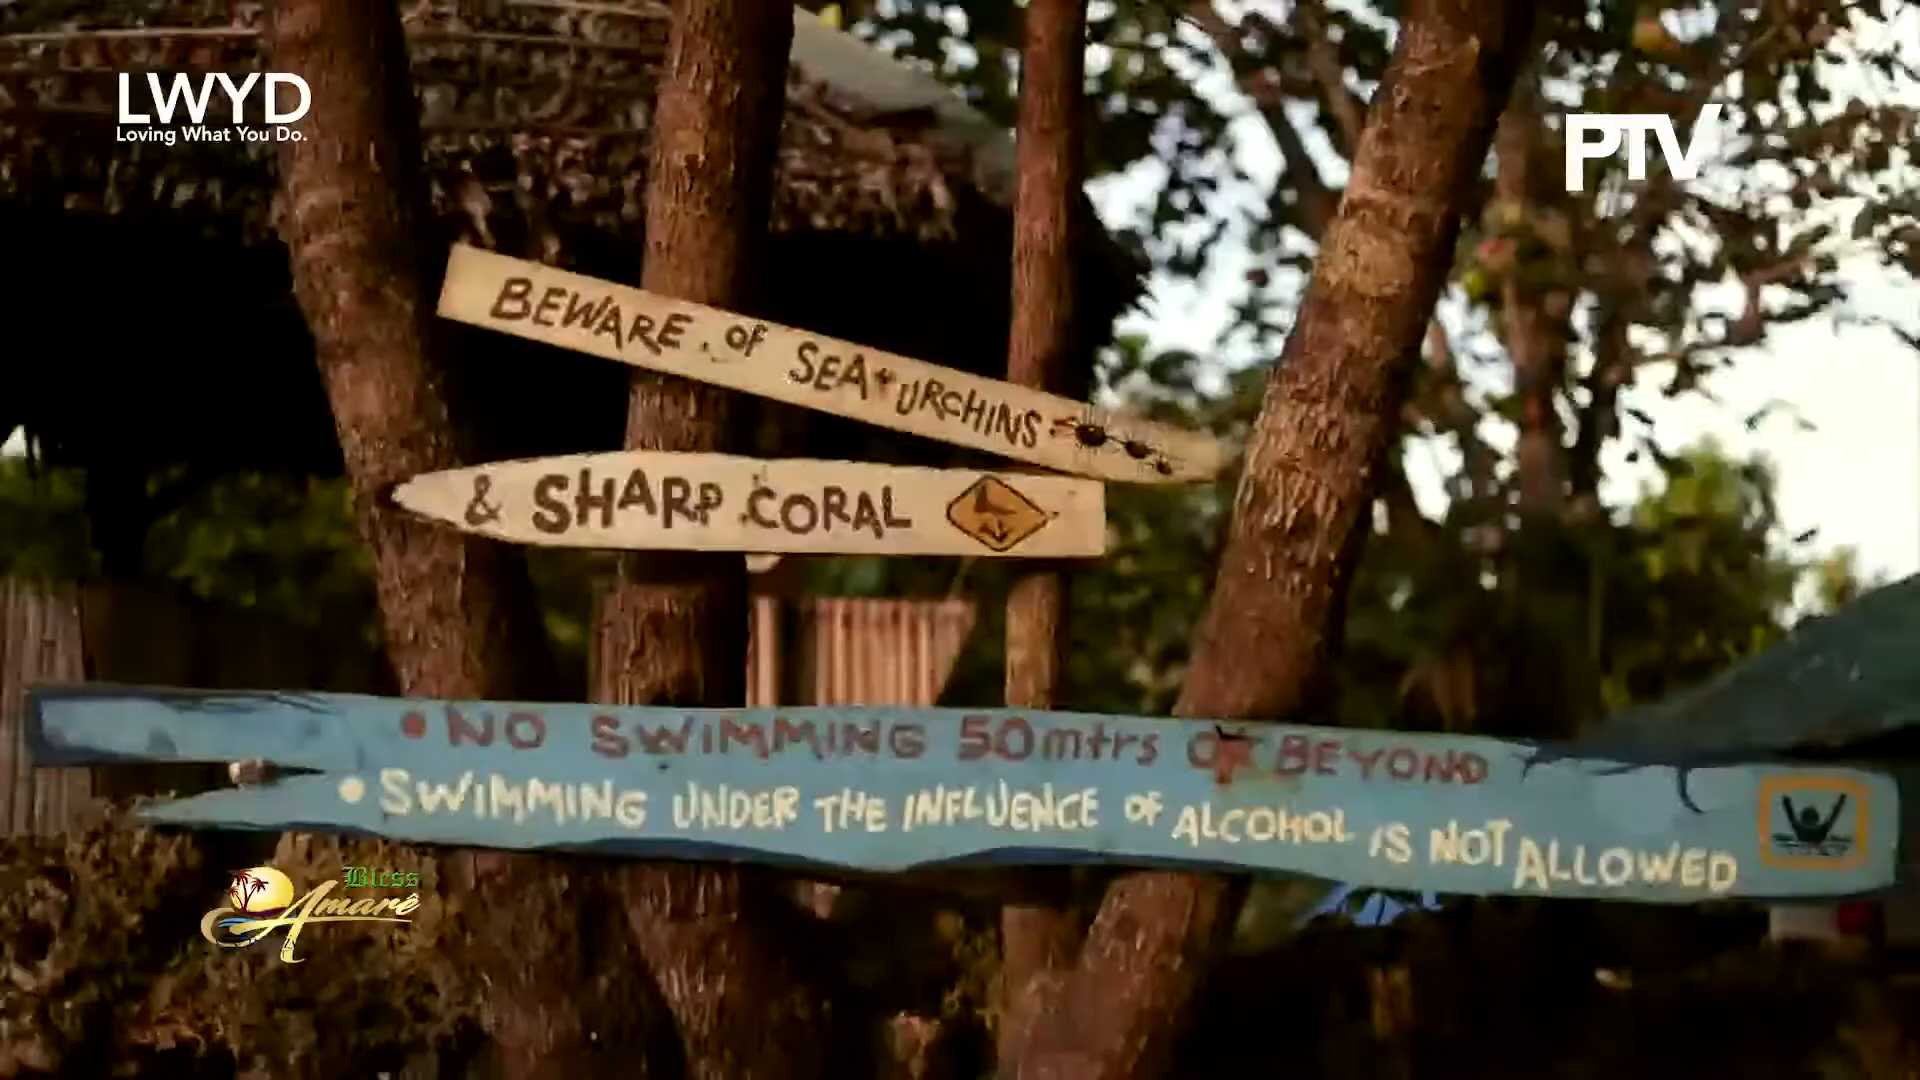 LWYD
Loving What You Do.
PTV
BEWARE OF SEA URCHINS
& SHARP CORAL
NO SWIMMING 50mtrs OR BEYOND
SWIMMING UNDER THE INFLUENCE OF ALCOHOL IS NOT ALLOWED
Bless
Amarê